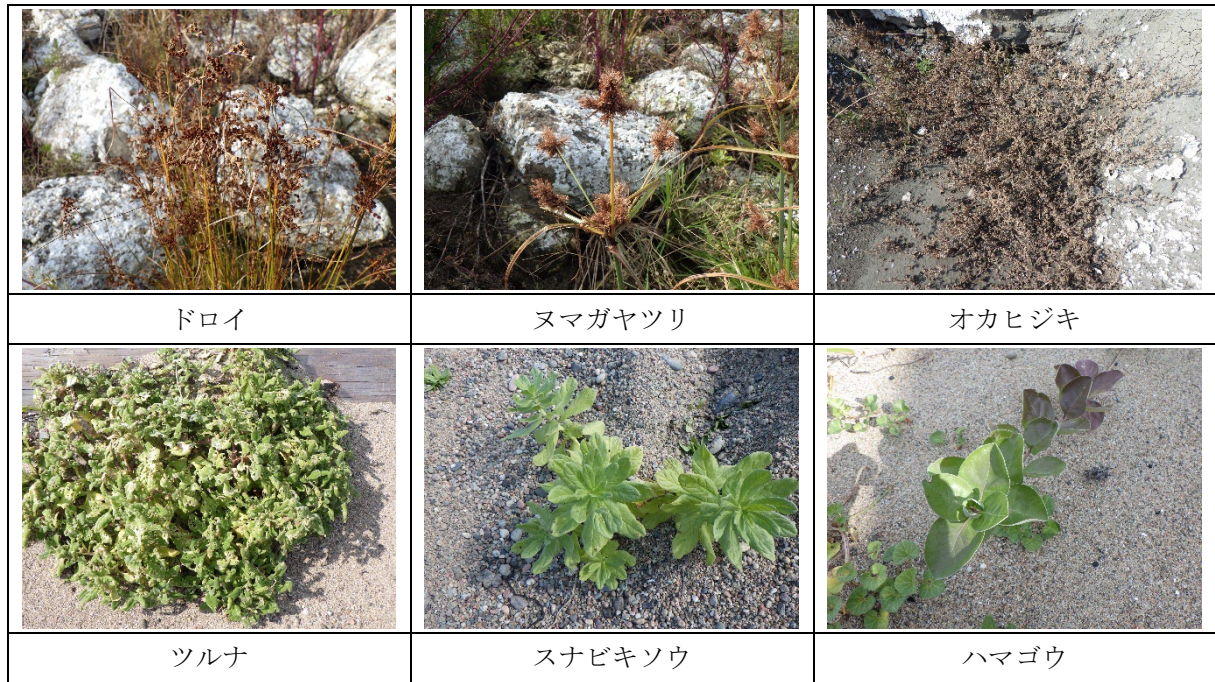 ドロイ
ヌマガヤツリ
オカヒジキ
ツルナ
スナビキソウ
ハマゴウ